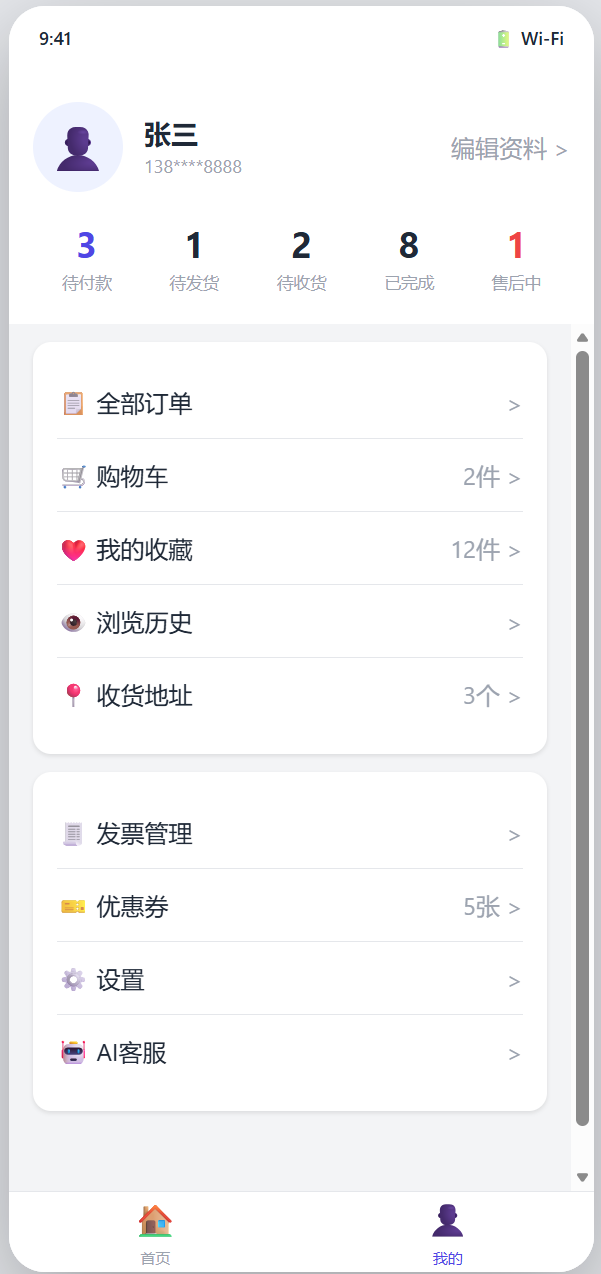 9:41 Wi-Fi
张三
138****8888
编辑资料 >
3 1 2 8 1
待付款 待发货 待收货 已完成 售后中
全部订单 >
购物车 2件 >
我的收藏 12件 >
浏览历史 >
收货地址 3个 >
发票管理 >
优惠券 5张 >
设置 >
AI客服 >
首页 我的